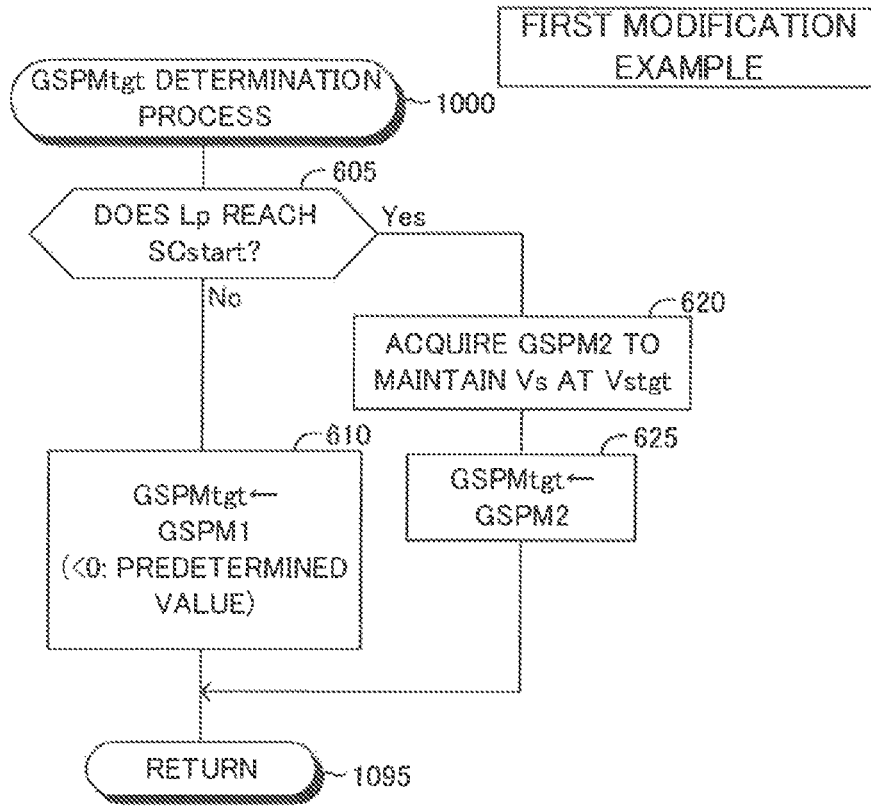 FIRST MODIFICATION
EXAMPLE
GSPMtgt DETERMINATION
PROCESS
1000
605
DOES Lp REACH
SCstart?
Yes
No
620
ACQUIRE GSPM2 TO
MAINTAIN Vs AT Vstgt
610
GSPMtgt←
GSPM1
(<0: PREDETERMINED
VALUE)
625
GSPMtgt←
GSPM2
RETURN
1095